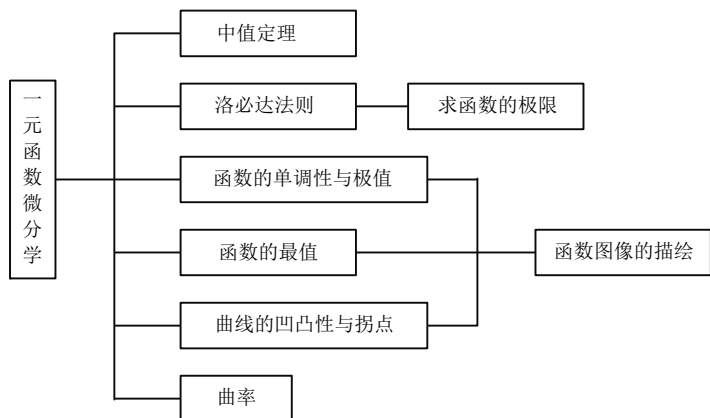 一元函数微分学
中值定理
洛必达法则
求函数的极限
函数的单调性与极值
函数的最值
函数图像的描绘
曲线的凹凸性与拐点
曲率